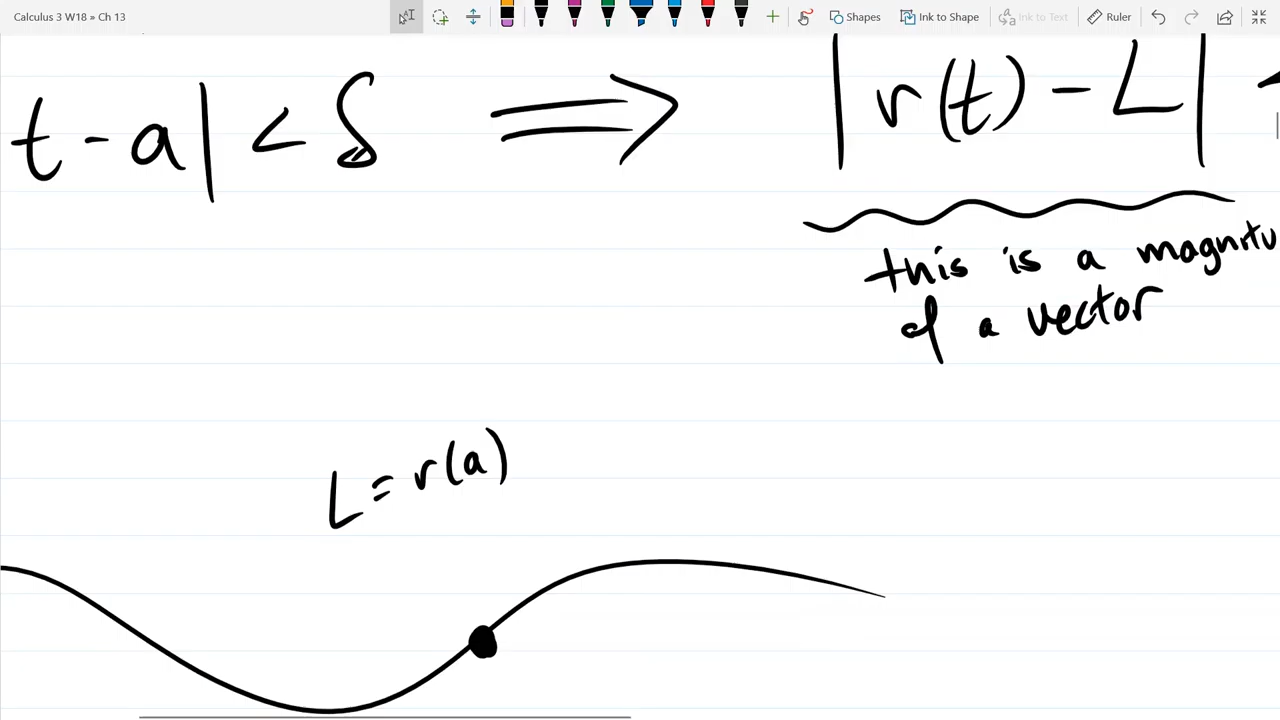 Calculus 3 W18 » Ch 13
Shapes
Ink to Shape
Ink to Text
Ruler
t - a| < δ ⟹ |r(t) - L|
this is a magnitu
of a vector
L = r(a)